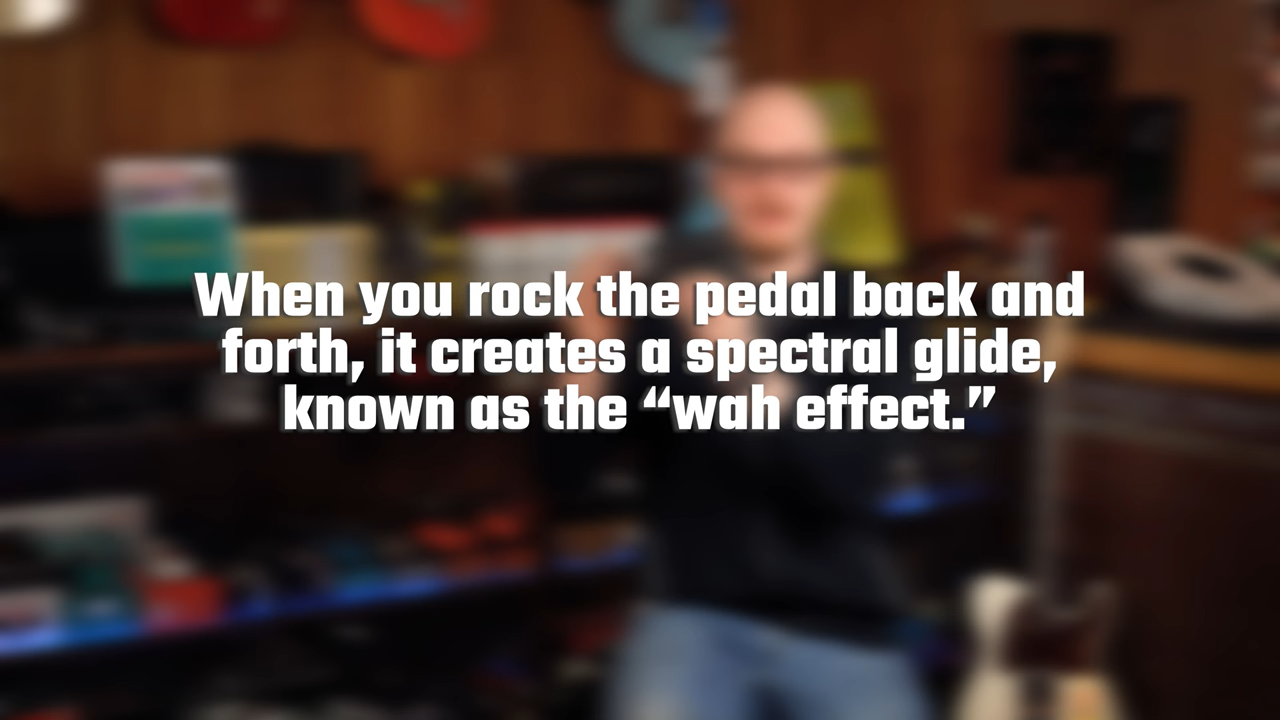 When you rock the pedal back and
forth, it creates a spectral glide,
known as the “wah effect.”